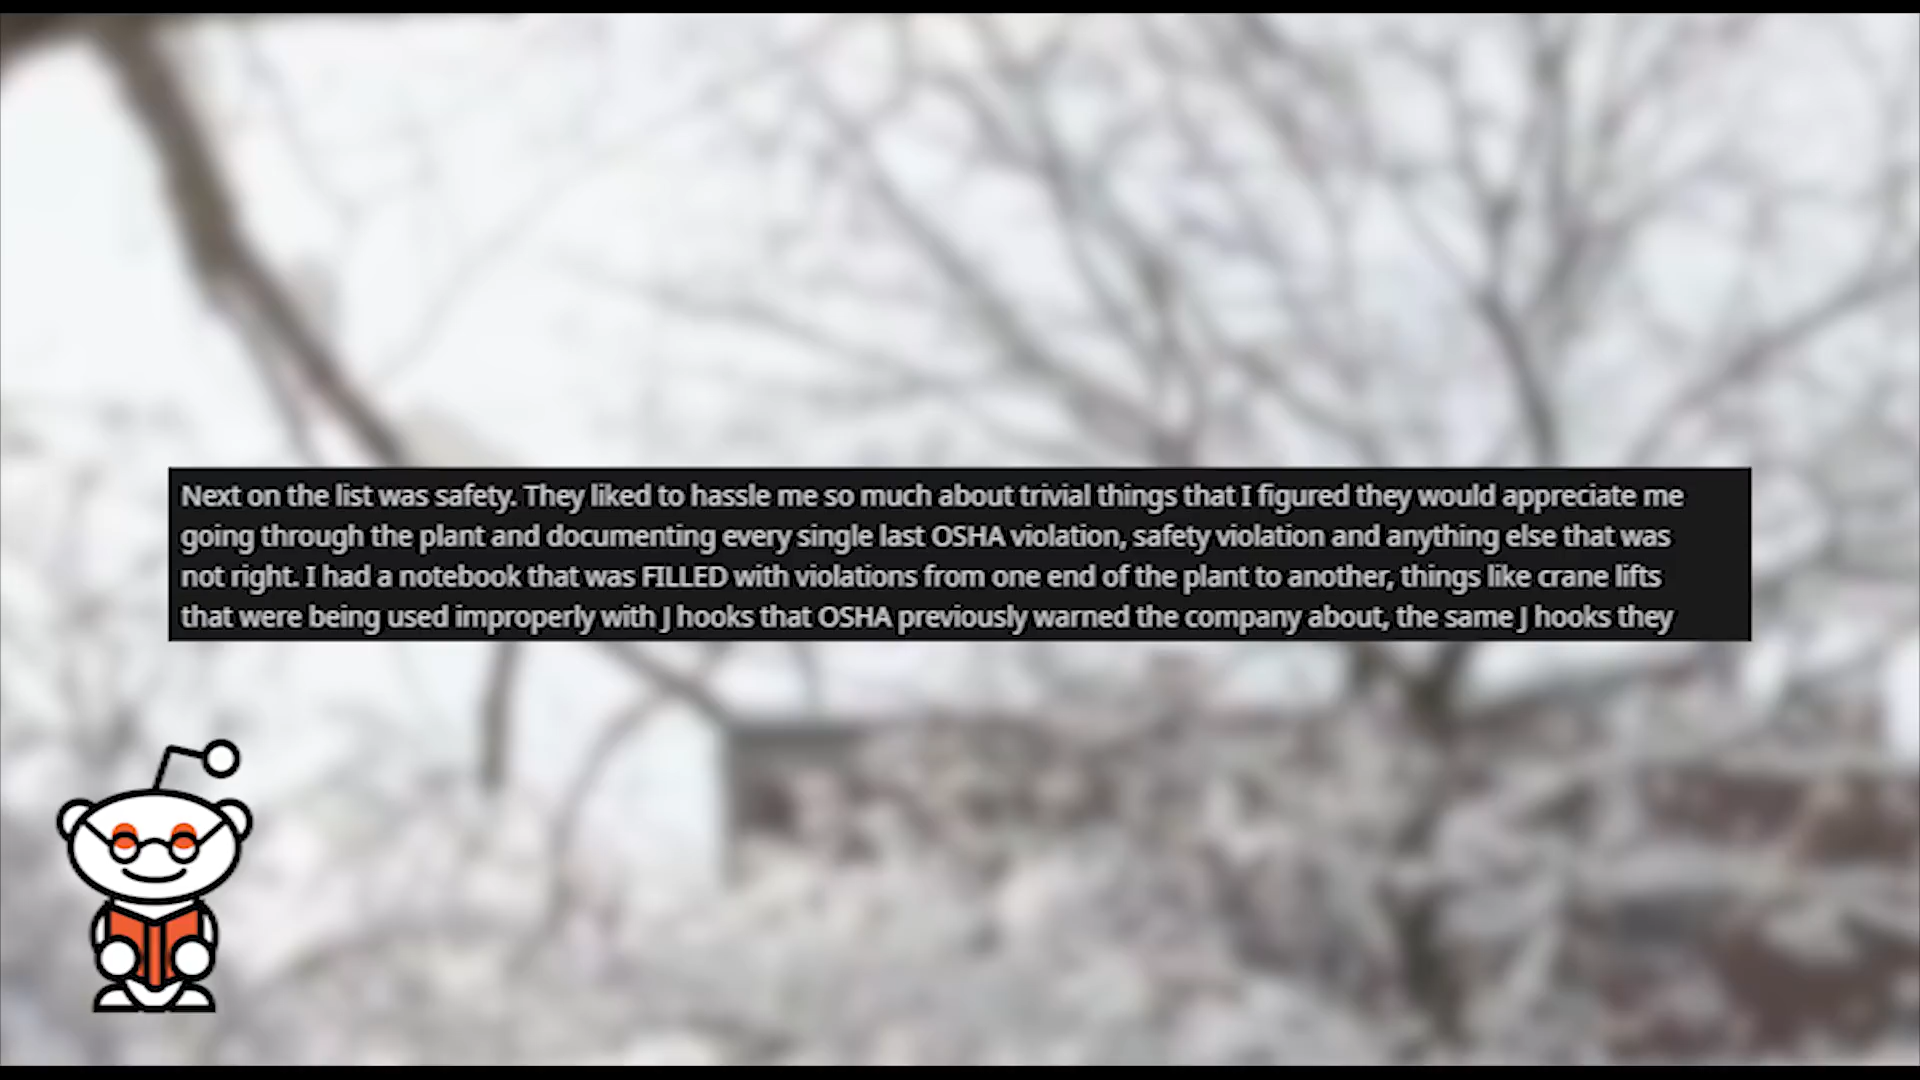 Next on the list was safety. They liked to hassle me so much about trivial things that I figured they would appreciate me
going through the plant and documenting every single last OSHA violation, safety violation and anything else that was
not right. I had a notebook that was FILLED with violations from one end of the plant to another, things like crane lifts
that were being used improperly with J hooks that OSHA previously warned the company about, the same J hooks they